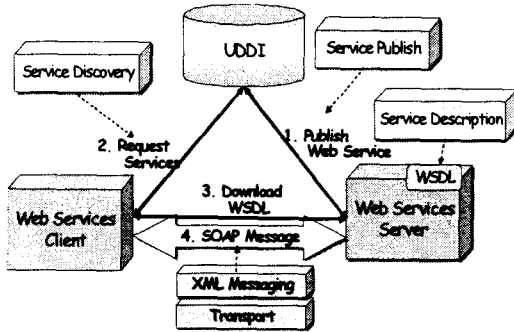 UDDI
Service Publish
Service Discovery
Service Description
2. Request
Services
1. Publish
Web Service
WSDL
3. Download
WSDL
Web Services
Client
Web Services
Server
4. SOAP Message
XML Messaging
Transport